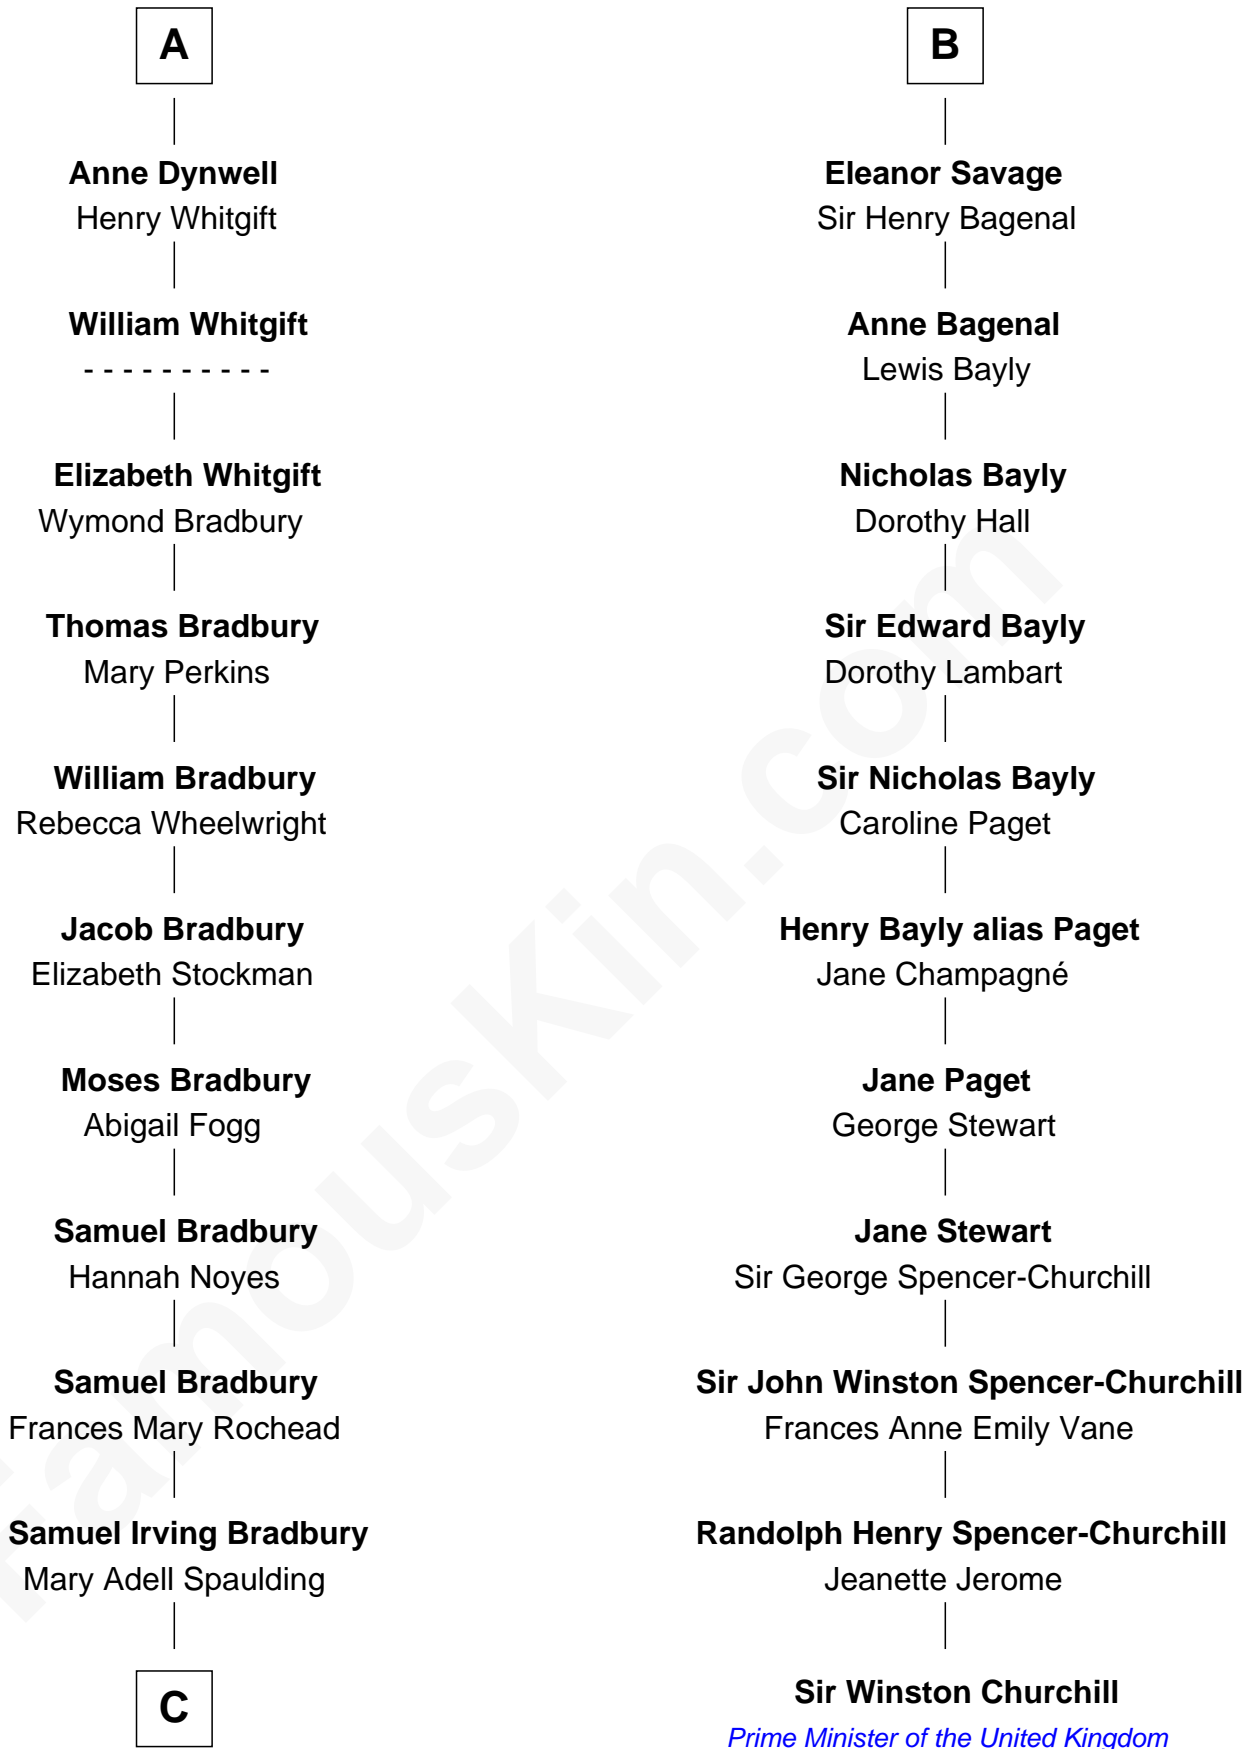 A
Anne Dynwell
Henry Whitgift
William Whitgift
- - - - - - - - - -
Elizabeth Whitgift
Wymond Bradbury
Thomas Bradbury
Mary Perkins
William Bradbury
Rebecca Wheelwright
Jacob Bradbury
Elizabeth Stockman
Moses Bradbury
Abigail Fogg
Samuel Bradbury
Hannah Noyes
Samuel Bradbury
Frances Mary Rochead
Samuel Irving Bradbury
Mary Adell Spaulding
C
B
Eleanor Savage
Sir Henry Bagenal
Anne Bagenal
Lewis Bayly
Nicholas Bayly
Dorothy Hall
Sir Edward Bayly
Dorothy Lambart
Sir Nicholas Bayly
Caroline Paget
Henry Bayly alias Paget
Jane Champagné
Jane Paget
George Stewart
Jane Stewart
Sir George Spencer-Churchill
Sir John Winston Spencer-Churchill
Frances Anne Emily Vane
Randolph Henry Spencer-Churchill
Jeanette Jerome
Sir Winston Churchill
Prime Minister of the United Kingdom
FamousKin.com